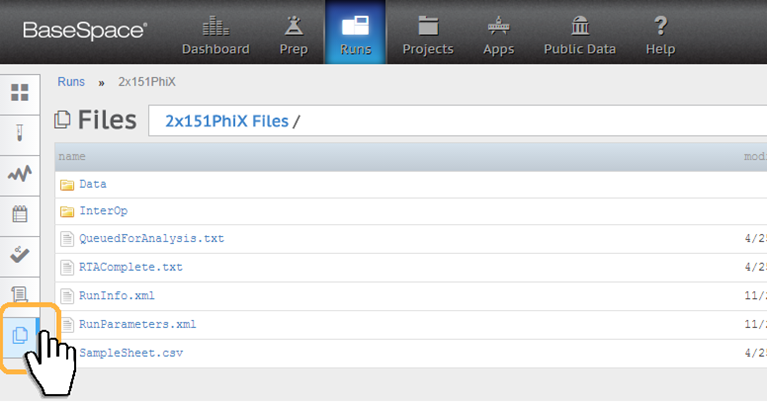 BaseSpace®
Dashboard Prep Runs Projects Apps Public Data Help
Runs » 2x151PhiX
Files 2x151PhiX Files /
name
Data
InterOp
QueuedForAnalysis.txt 4/2
RTAComplete.txt 4/2
RunInfo.xml 11/
RunParameters.xml 11/
SampleSheet.csv 4/2